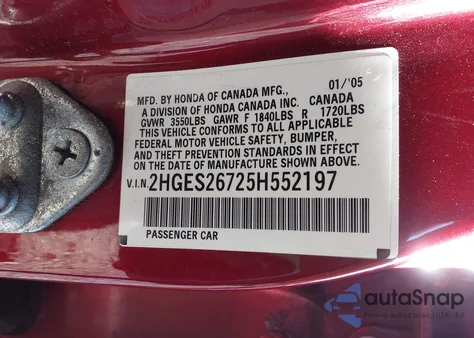 01/'05
MFD. BY HONDA OF CANADA MFG.,
A DIVISION OF HONDA CANADA INC. CANADA
GVWR 3550LBS GAWR F 1840LBS R 1720LBS
THIS VEHICLE CONFORMS TO ALL APPLICABLE
FEDERAL MOTOR VEHICLE SAFETY, BUMPER,
AND THEFT PREVENTION STANDARDS IN EFFECT
ON THE DATE OF MANUFACTURE SHOWN ABOVE.
V.I.N. 2HGES26725H552197
PASSENGER CAR
autoSnap